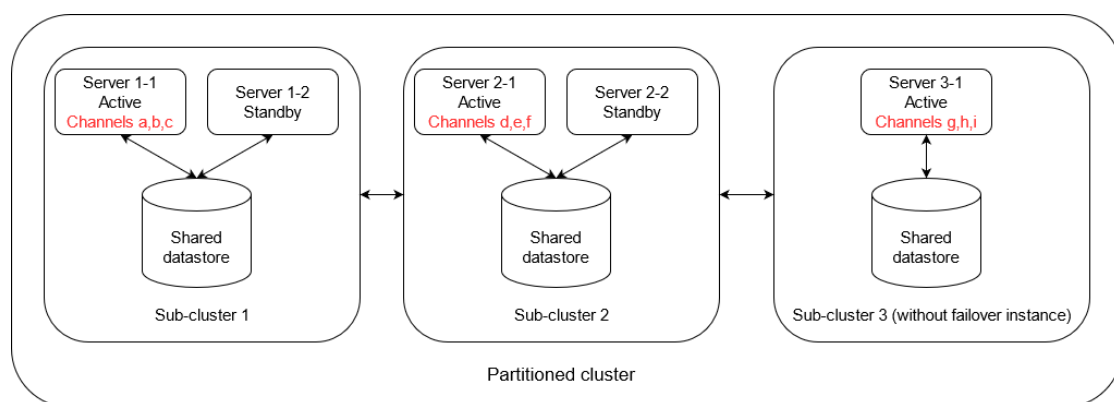 Server 1-1
Active
Channels a,b,c
Server 1-2
Standby
Shared
datastore
Sub-cluster 1
Server 2-1
Active
Channels d,e,f
Server 2-2
Standby
Shared
datastore
Sub-cluster 2
Server 3-1
Active
Channels g,h,i
Shared
datastore
Sub-cluster 3 (without failover instance)
Partitioned cluster